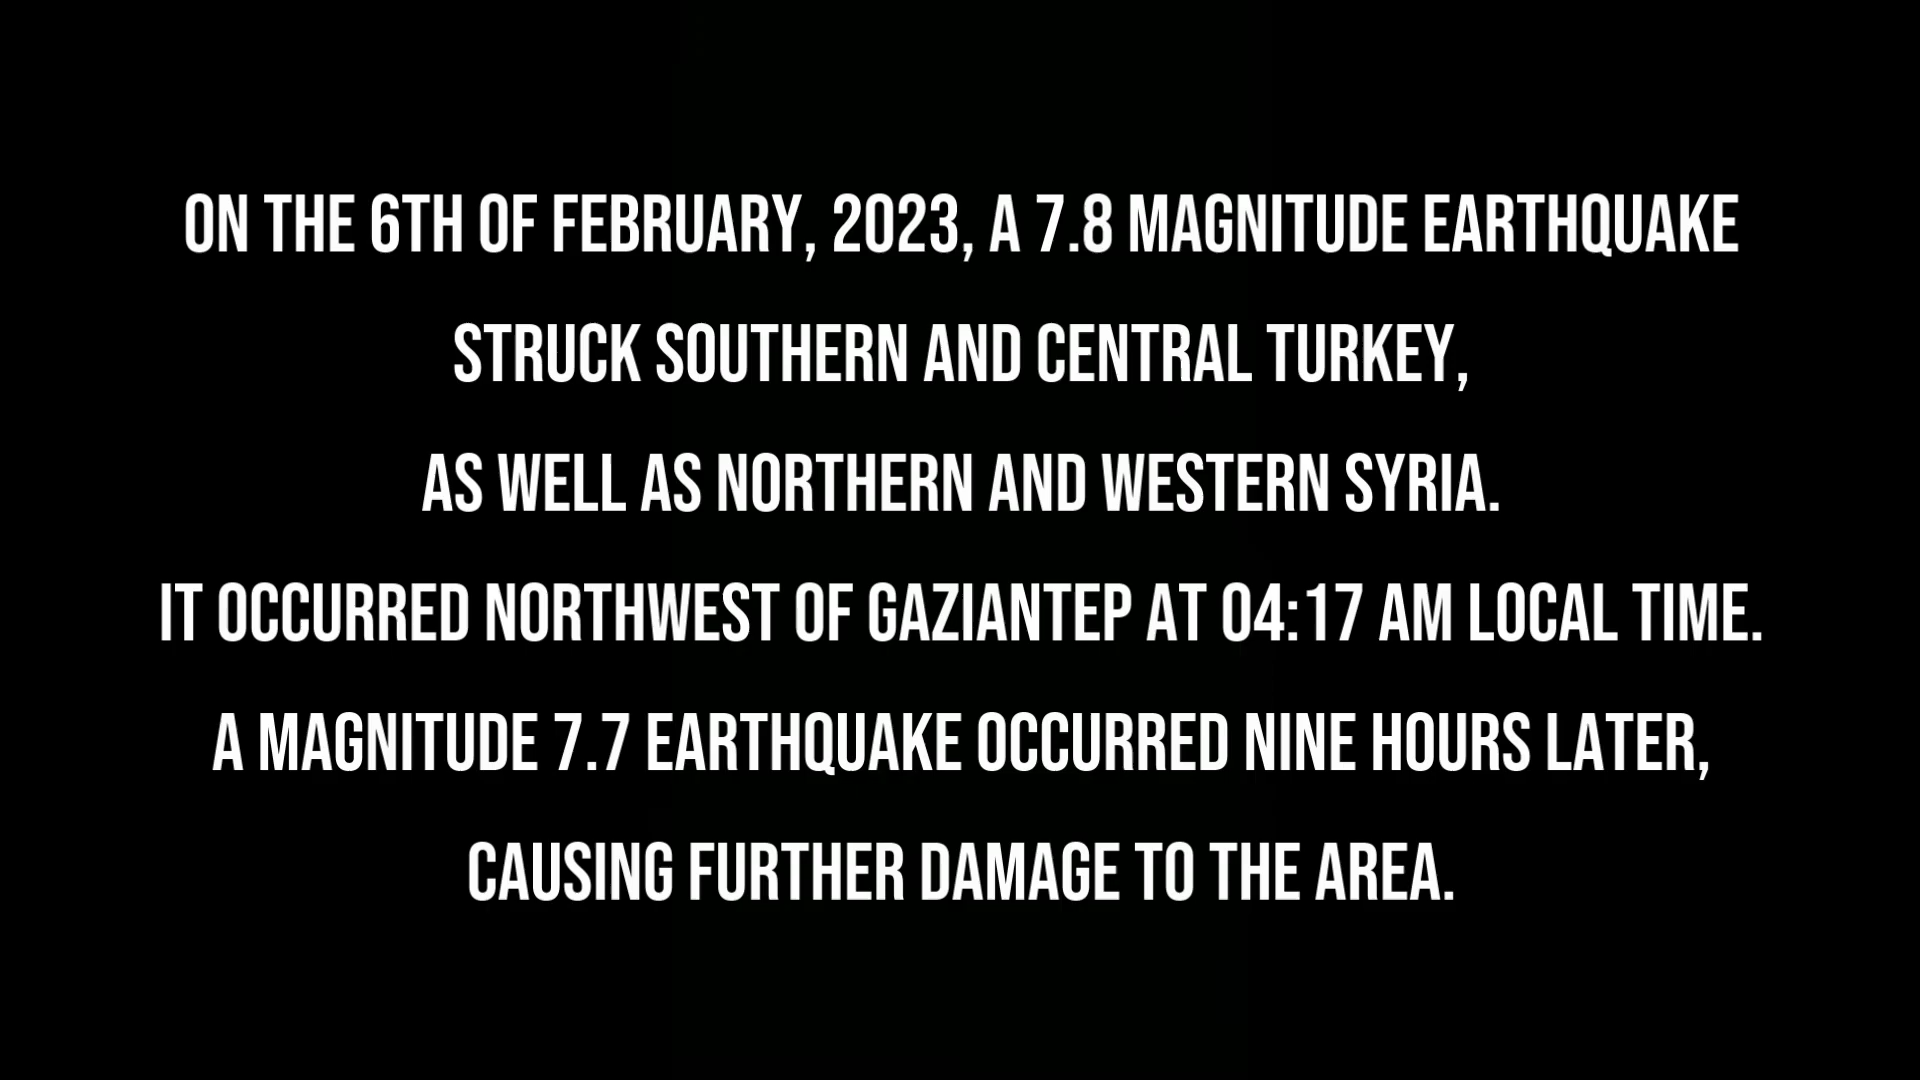 ON THE 6TH OF FEBRUARY, 2023, A 7.8 MAGNITUDE EARTHQUAKE
STRUCK SOUTHERN AND CENTRAL TURKEY,
AS WELL AS NORTHERN AND WESTERN SYRIA.
IT OCCURRED NORTHWEST OF GAZIANTEP AT 04:17 AM LOCAL TIME.
A MAGNITUDE 7.7 EARTHQUAKE OCCURRED NINE HOURS LATER,
CAUSING FURTHER DAMAGE TO THE AREA.